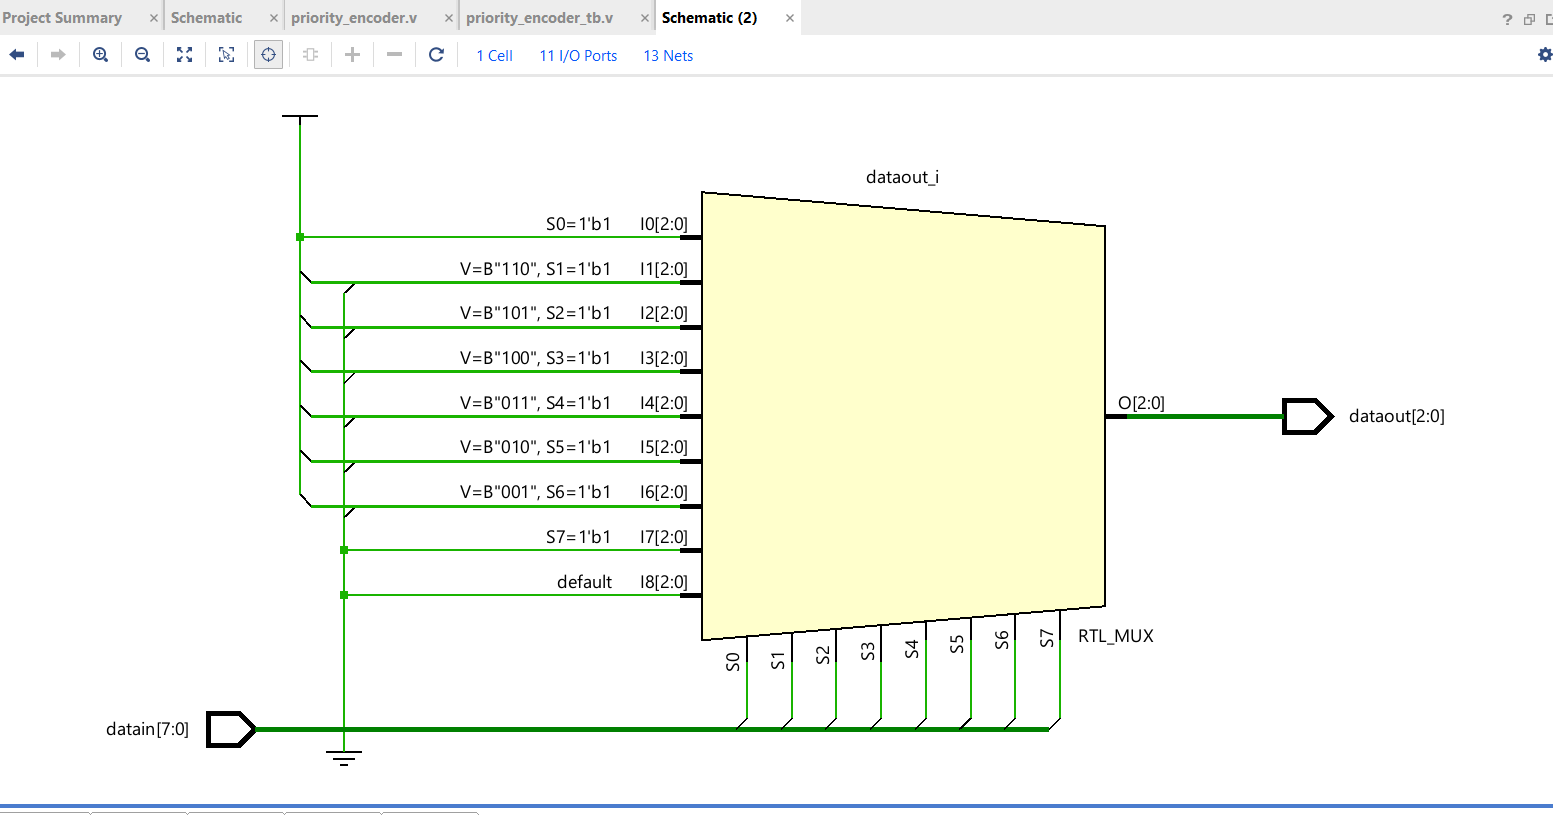 Project Summary × Schematic × priority_encoder.v × priority_encoder_tb.v × Schematic (2) × ?
1 Cell 11 I/O Ports 13 Nets
dataout_i
S0=1'b1 I0[2:0]
V=B"110", S1=1'b1 I1[2:0]
V=B"101", S2=1'b1 I2[2:0]
V=B"100", S3=1'b1 I3[2:0]
V=B"011", S4=1'b1 I4[2:0]
O[2:0]
dataout[2:0]
V=B"010", S5=1'b1 I5[2:0]
V=B"001", S6=1'b1 I6[2:0]
S7=1'b1 I7[2:0]
default I8[2:0]
S0 S1 S2 S3 S4 S5 S6 S7 RTL_MUX
datain[7:0]